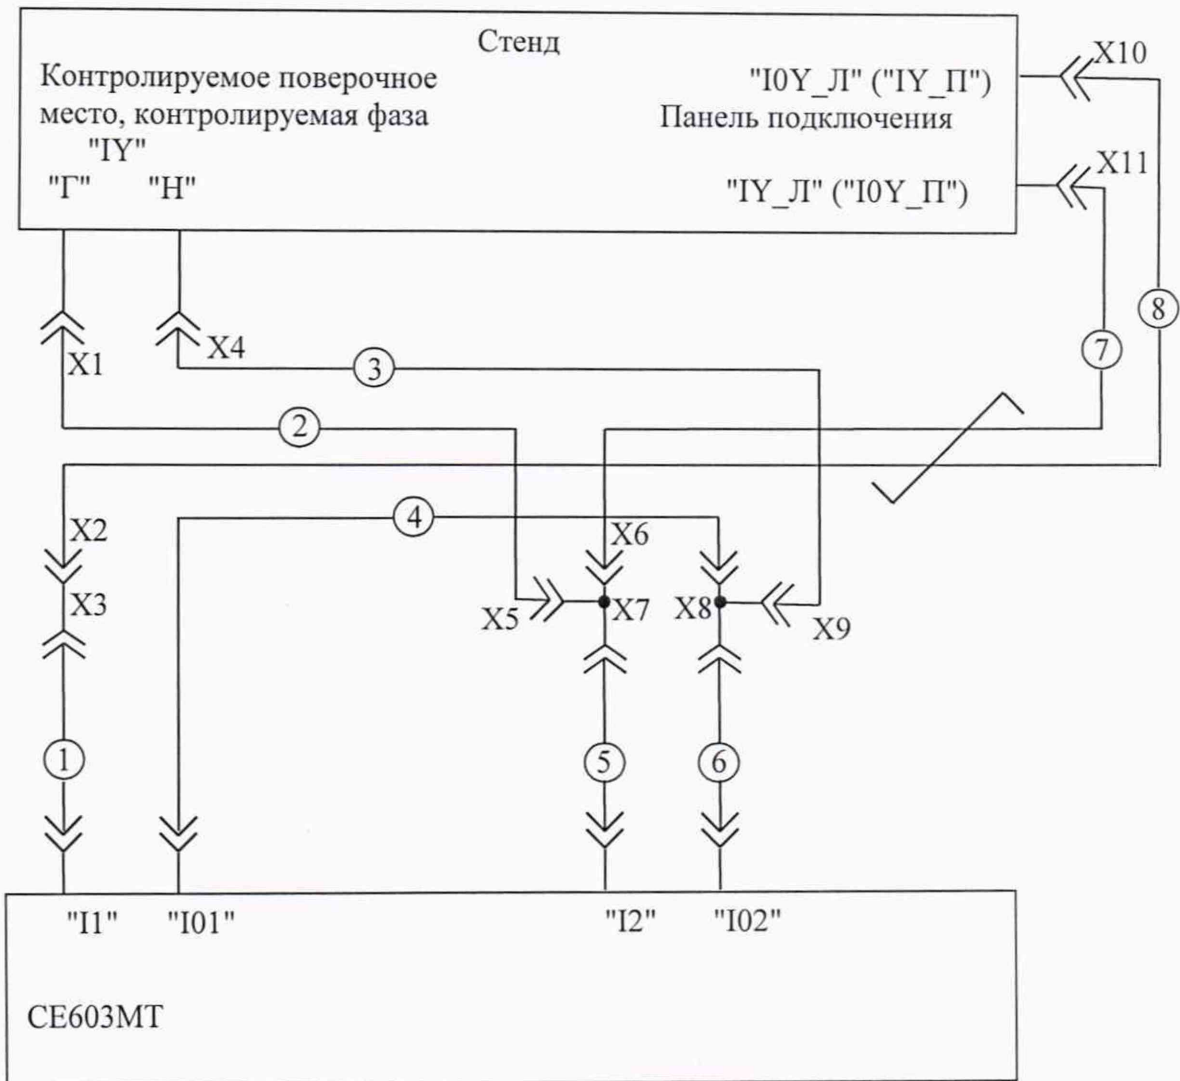 Стенд
Контролируемое поверочное
место, контролируемая фаза
"IY"
"Г" "Н"
"I0Y_Л" ("IY_П")
Панель подключения
"IY_Л" ("I0Y_П")
X10
X11
8
7
X1
X4
3
2
4
X2
X3
X6
X5
X7
X8
X9
1
5
6
"I1" "I01" "I2" "I02"
СЕ603МТ